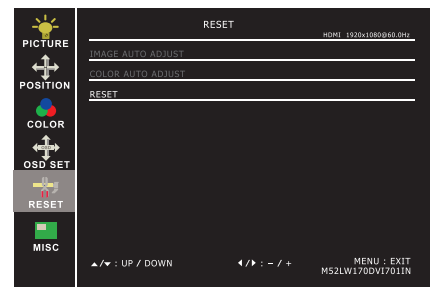 PICTURE
POSITION
COLOR
OSD SET
RESET
MISC
RESET
HDMI 1920x1080@60.0Hz
IMAGE AUTO ADJUST
COLOR AUTO ADJUST
RESET
▲/▼ : UP / DOWN
◀/▶ : – / +
MENU : EXIT
M52LW170DVI701IN